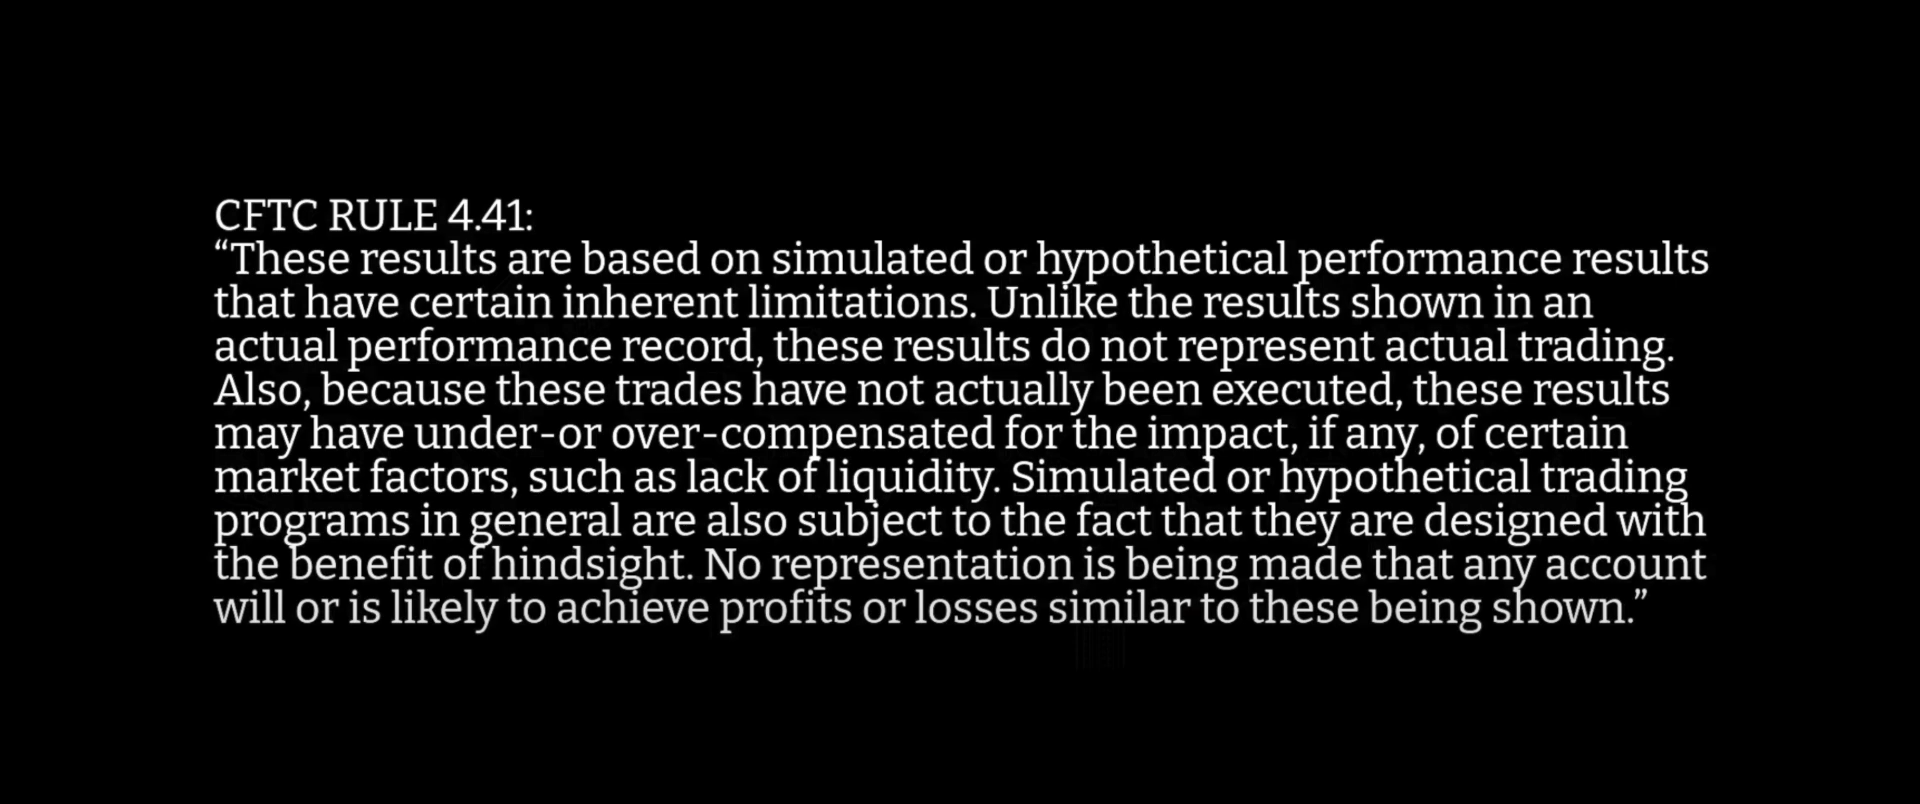 CFTC RULE 4.41:
“These results are based on simulated or hypothetical performance results
that have certain inherent limitations. Unlike the results shown in an
actual performance record, these results do not represent actual trading.
Also, because these trades have not actually been executed, these results
may have under-or over-compensated for the impact, if any, of certain
market factors, such as lack of liquidity. Simulated or hypothetical trading
programs in general are also subject to the fact that they are designed with
the benefit of hindsight. No representation is being made that any account
will or is likely to achieve profits or losses similar to these being shown.”